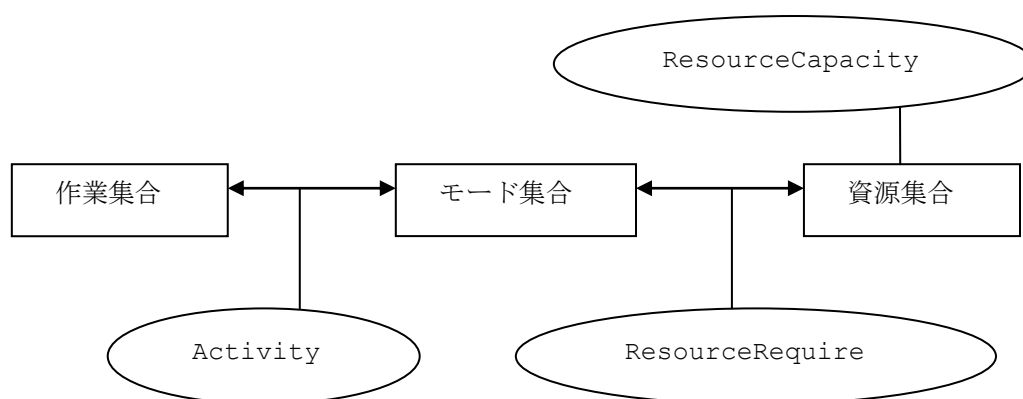 ResourceCapacity
作業集合
モード集合
資源集合
Activity
ResourceRequire